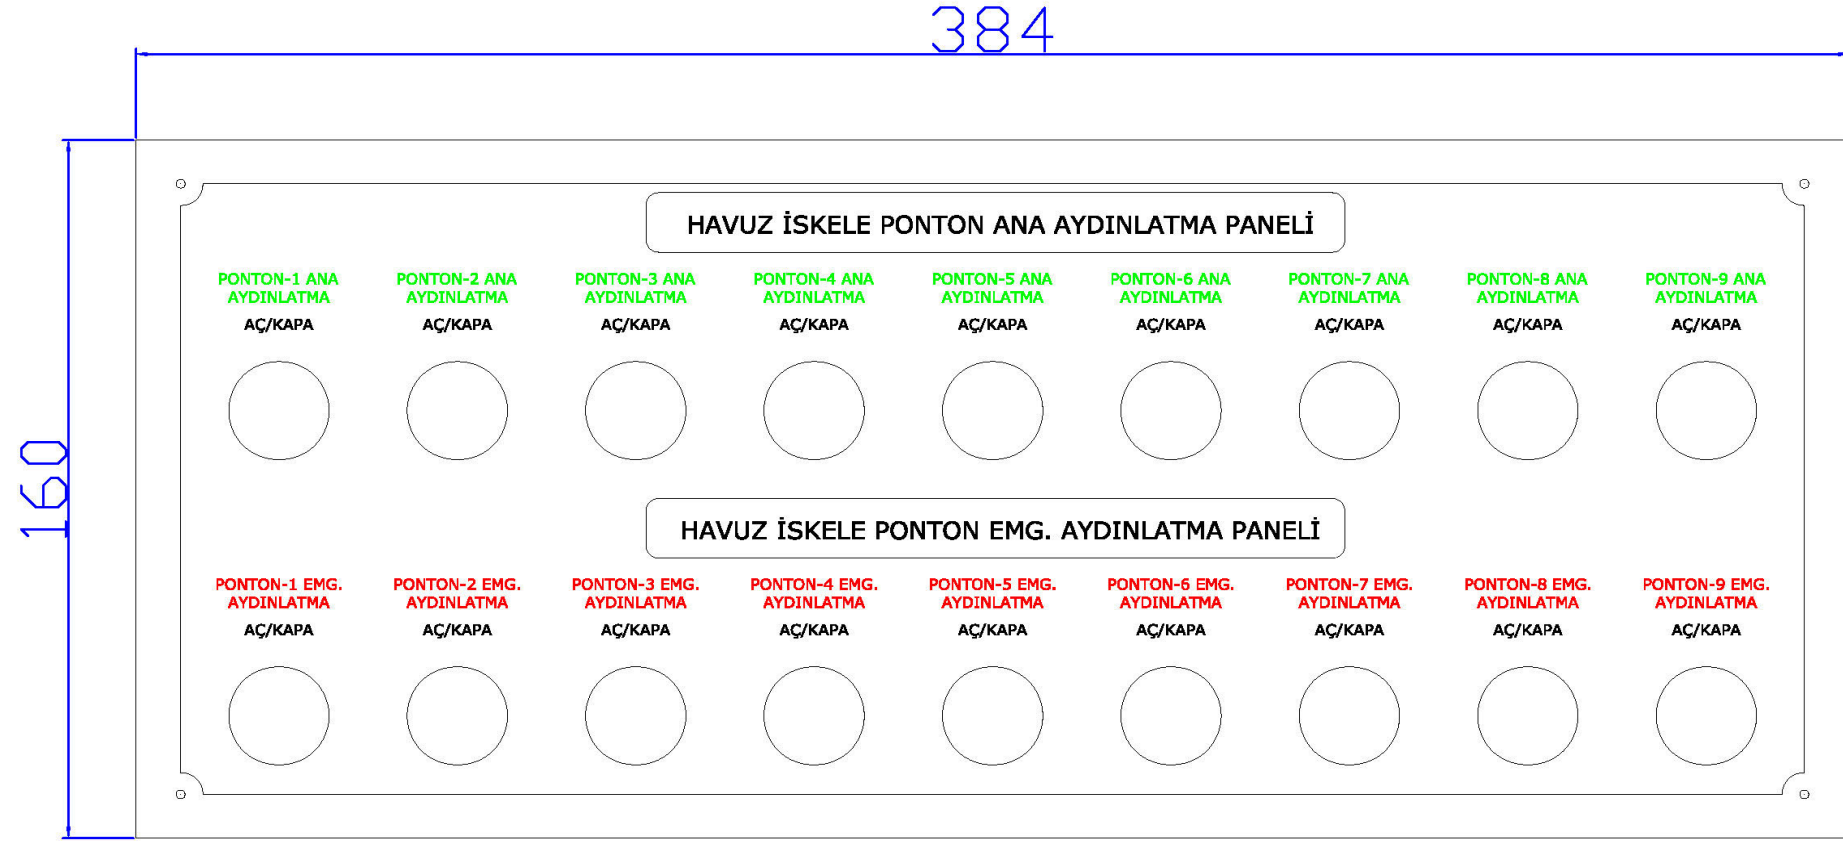 384
160
HAVUZ İSKELE PONTON ANA AYDINLATMA PANELİ
PONTON-1 ANA
AYDINLATMA
AÇ/KAPA
PONTON-2 ANA
AYDINLATMA
AÇ/KAPA
PONTON-3 ANA
AYDINLATMA
AÇ/KAPA
PONTON-4 ANA
AYDINLATMA
AÇ/KAPA
PONTON-5 ANA
AYDINLATMA
AÇ/KAPA
PONTON-6 ANA
AYDINLATMA
AÇ/KAPA
PONTON-7 ANA
AYDINLATMA
AÇ/KAPA
PONTON-8 ANA
AYDINLATMA
AÇ/KAPA
PONTON-9 ANA
AYDINLATMA
AÇ/KAPA
HAVUZ İSKELE PONTON EMG. AYDINLATMA PANELİ
PONTON-1 EMG.
AYDINLATMA
AÇ/KAPA
PONTON-2 EMG.
AYDINLATMA
AÇ/KAPA
PONTON-3 EMG.
AYDINLATMA
AÇ/KAPA
PONTON-4 EMG.
AYDINLATMA
AÇ/KAPA
PONTON-5 EMG.
AYDINLATMA
AÇ/KAPA
PONTON-6 EMG.
AYDINLATMA
AÇ/KAPA
PONTON-7 EMG.
AYDINLATMA
AÇ/KAPA
PONTON-8 EMG.
AYDINLATMA
AÇ/KAPA
PONTON-9 EMG.
AYDINLATMA
AÇ/KAPA